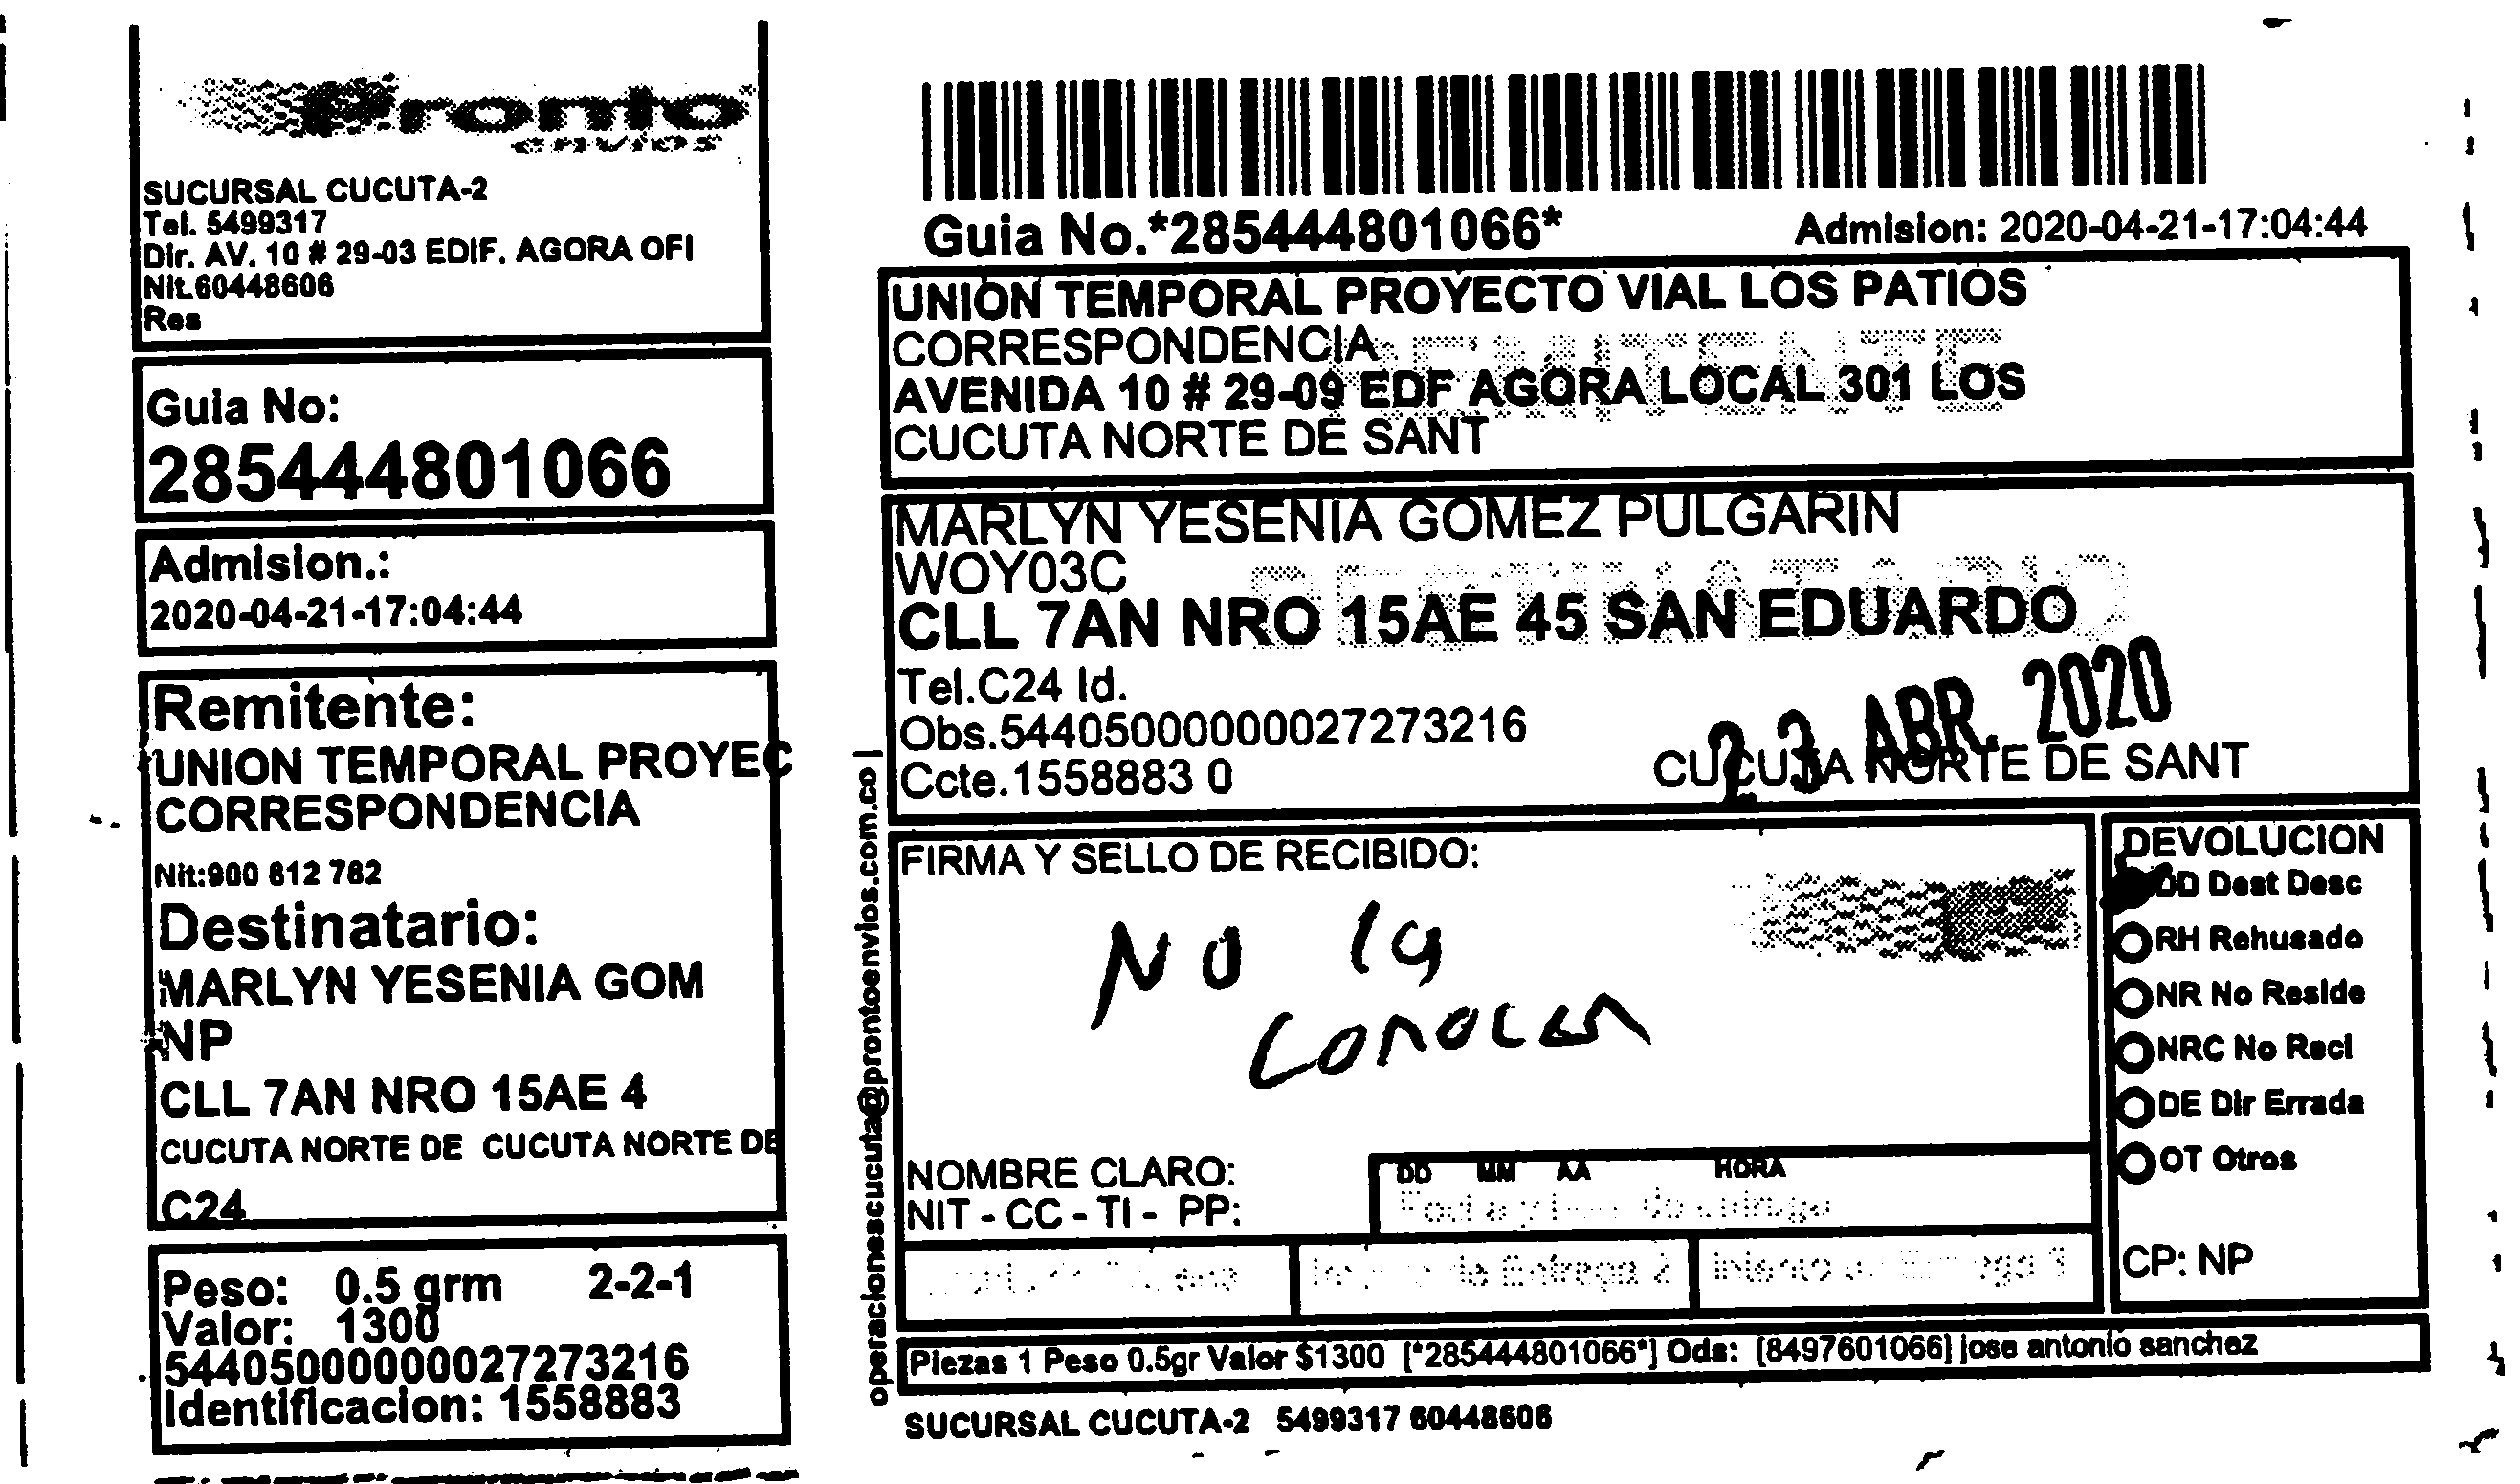 Pronto
envios
SUCURSAL CUCUTA-2
Tel. 5499317
Dir. AV. 10 # 29-03 EDIF. AGORA OFI
Nit.60448606
Res
Guia No:
285444801066
Admision.:
2020-04-21-17:04:44
Remitente:
UNION TEMPORAL PROYEC
CORRESPONDENCIA
Nit:900 812 782
Destinatario:
MARLYN YESENIA GOM
NP
CLL 7AN NRO 15AE 4
CUCUTA NORTE DE CUCUTA NORTE DE
C24
Peso: 0.5 grm 2-2-1
Valor: 1300
544050000000027273216
Identificacion: 1558883
operacionescucuta@prontoenvios.com.co |
Guia No.*285444801066*
Admision: 2020-04-21-17:04:44
UNION TEMPORAL PROYECTO VIAL LOS PATIOS
CORRESPONDENCIA
REMITENTE
AVENIDA 10 # 29-09 EDF AGORA LOCAL 301 LOS
CUCUTA NORTE DE SANT
MARLYN YESENIA GOMEZ PULGARIN
WOY03C
DESTINATARIO
CLL 7AN NRO 15AE 45 SAN EDUARDO
Tel.C24 Id.
Obs.544050000000027273216
23 ABR. 2020
Ccte.1558883 0
CUCUTA NORTE DE SANT
FIRMA Y SELLO DE RECIBIDO:
No la
conocen
NOMBRE CLARO:
NIT - CC - TI - PP:
DD MM AA HORA
Entrega 2
DEVOLUCION
DD Dest Desc
RH Rehusado
NR No Reside
NRC No Recl
DE Dir Errada
OT Otros
CP: NP
Piezas 1 Peso 0.5gr Valor $1300 [*285444801066*] Ods: [8497601066] jose antonio sanchez
SUCURSAL CUCUTA-2 5499317 60448606